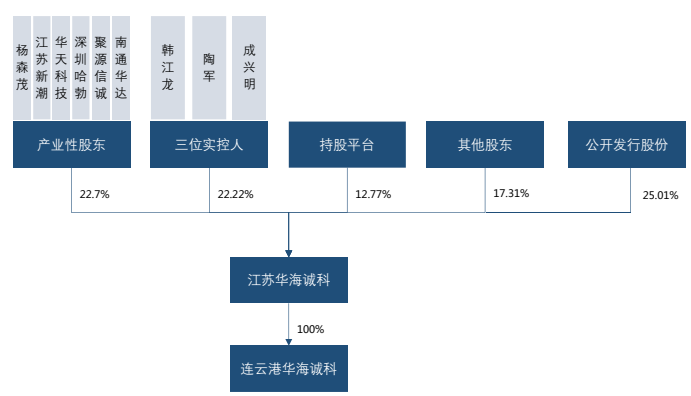 杨森茂
江苏新潮
华天科技
深圳哈勃
聚源信诚
南通华达
韩江龙
陶军
成兴明
产业性股东
三位实控人
持股平台
其他股东
公开发行股份
22.7%
22.22%
12.77%
17.31%
25.01%
江苏华海诚科
100%
连云港华海诚科